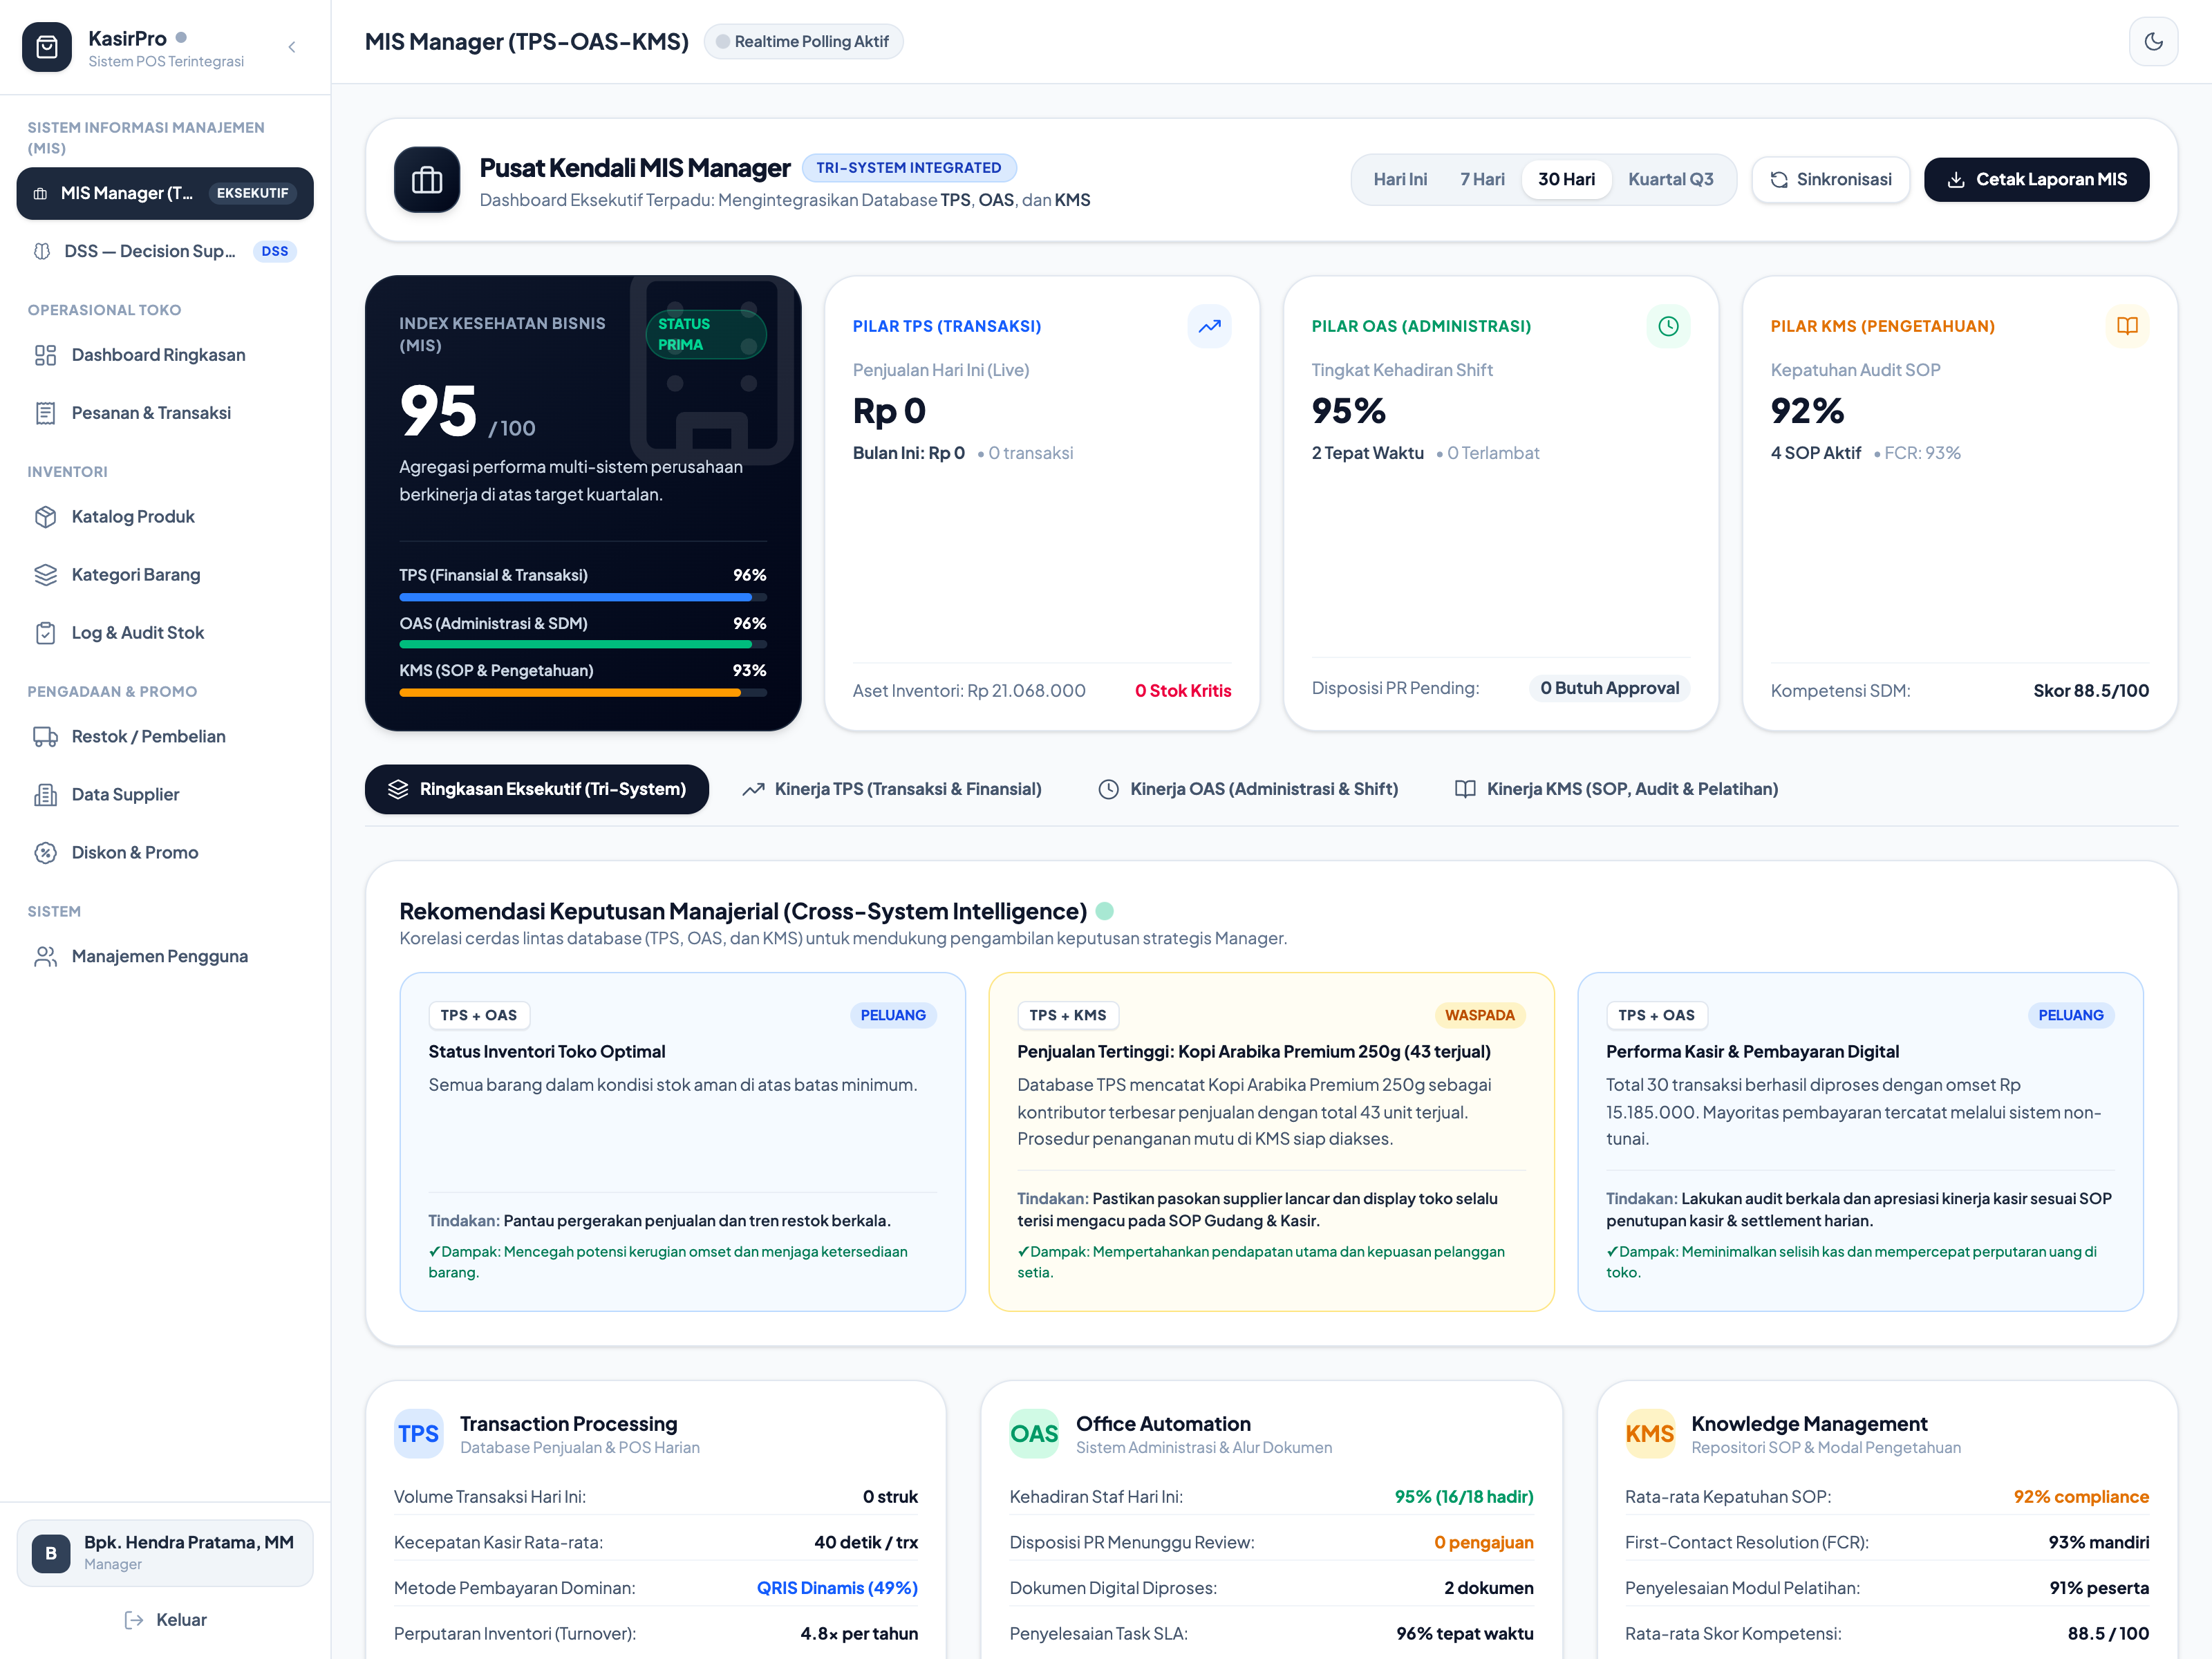 KasirPro
Sistem POS Terintegrasi
SISTEM INFORMASI MANAJEMEN
(MIS)
MIS Manager (T... EKSEKUTIF
DSS — Decision Sup... DSS
OPERASIONAL TOKO
Dashboard Ringkasan
Pesanan & Transaksi
INVENTORI
Katalog Produk
Kategori Barang
Log & Audit Stok
PENGADAAN & PROMO
Restok / Pembelian
Data Supplier
Diskon & Promo
SISTEM
Manajemen Pengguna
B
Bpk. Hendra Pratama, MM
Manager
Keluar
MIS Manager (TPS-OAS-KMS) Realtime Polling Aktif
Pusat Kendali MIS Manager TRI-SYSTEM INTEGRATED
Dashboard Eksekutif Terpadu: Mengintegrasikan Database TPS, OAS, dan KMS
Hari Ini 7 Hari 30 Hari Kuartal Q3 Sinkronisasi Cetak Laporan MIS
INDEX KESEHATAN BISNIS
(MIS)
STATUS
PRIMA
95 / 100
Agregasi performa multi-sistem perusahaan
berkinerja di atas target kuartalan.
TPS (Finansial & Transaksi) 96%
OAS (Administrasi & SDM) 96%
KMS (SOP & Pengetahuan) 93%
PILAR TPS (TRANSAKSI)
Penjualan Hari Ini (Live)
Rp 0
Bulan Ini: Rp 0 • 0 transaksi
Aset Inventori: Rp 21.068.000 0 Stok Kritis
PILAR OAS (ADMINISTRASI)
Tingkat Kehadiran Shift
95%
2 Tepat Waktu • 0 Terlambat
Disposisi PR Pending: 0 Butuh Approval
PILAR KMS (PENGETAHUAN)
Kepatuhan Audit SOP
92%
4 SOP Aktif • FCR: 93%
Kompetensi SDM: Skor 88.5/100
Ringkasan Eksekutif (Tri-System) Kinerja TPS (Transaksi & Finansial) Kinerja OAS (Administrasi & Shift) Kinerja KMS (SOP, Audit & Pelatihan)
Rekomendasi Keputusan Manajerial (Cross-System Intelligence)
Korelasi cerdas lintas database (TPS, OAS, dan KMS) untuk mendukung pengambilan keputusan strategis Manager.
TPS + OAS PELUANG
Status Inventori Toko Optimal
Semua barang dalam kondisi stok aman di atas batas minimum.
Tindakan: Pantau pergerakan penjualan dan tren restok berkala.
✓Dampak: Mencegah potensi kerugian omset dan menjaga ketersediaan
barang.
TPS + KMS WASPADA
Penjualan Tertinggi: Kopi Arabika Premium 250g (43 terjual)
Database TPS mencatat Kopi Arabika Premium 250g sebagai
kontributor terbesar penjualan dengan total 43 unit terjual.
Prosedur penanganan mutu di KMS siap diakses.
Tindakan: Pastikan pasokan supplier lancar dan display toko selalu
terisi mengacu pada SOP Gudang & Kasir.
✓Dampak: Mempertahankan pendapatan utama dan kepuasan pelanggan
setia.
TPS + OAS PELUANG
Performa Kasir & Pembayaran Digital
Total 30 transaksi berhasil diproses dengan omset Rp
15.185.000. Mayoritas pembayaran tercatat melalui sistem non-
tunai.
Tindakan: Lakukan audit berkala dan apresiasi kinerja kasir sesuai SOP
penutupan kasir & settlement harian.
✓Dampak: Meminimalkan selisih kas dan mempercepat perputaran uang di
toko.
TPS
Transaction Processing
Database Penjualan & POS Harian
Volume Transaksi Hari Ini: 0 struk
Kecepatan Kasir Rata-rata: 40 detik / trx
Metode Pembayaran Dominan: QRIS Dinamis (49%)
Perputaran Inventori (Turnover): 4.8x per tahun
OAS
Office Automation
Sistem Administrasi & Alur Dokumen
Kehadiran Staf Hari Ini: 95% (16/18 hadir)
Disposisi PR Menunggu Review: 0 pengajuan
Dokumen Digital Diproses: 2 dokumen
Penyelesaian Task SLA: 96% tepat waktu
KMS
Knowledge Management
Repositori SOP & Modal Pengetahuan
Rata-rata Kepatuhan SOP: 92% compliance
First-Contact Resolution (FCR): 93% mandiri
Penyelesaian Modul Pelatihan: 91% peserta
Rata-rata Skor Kompetensi: 88.5 / 100